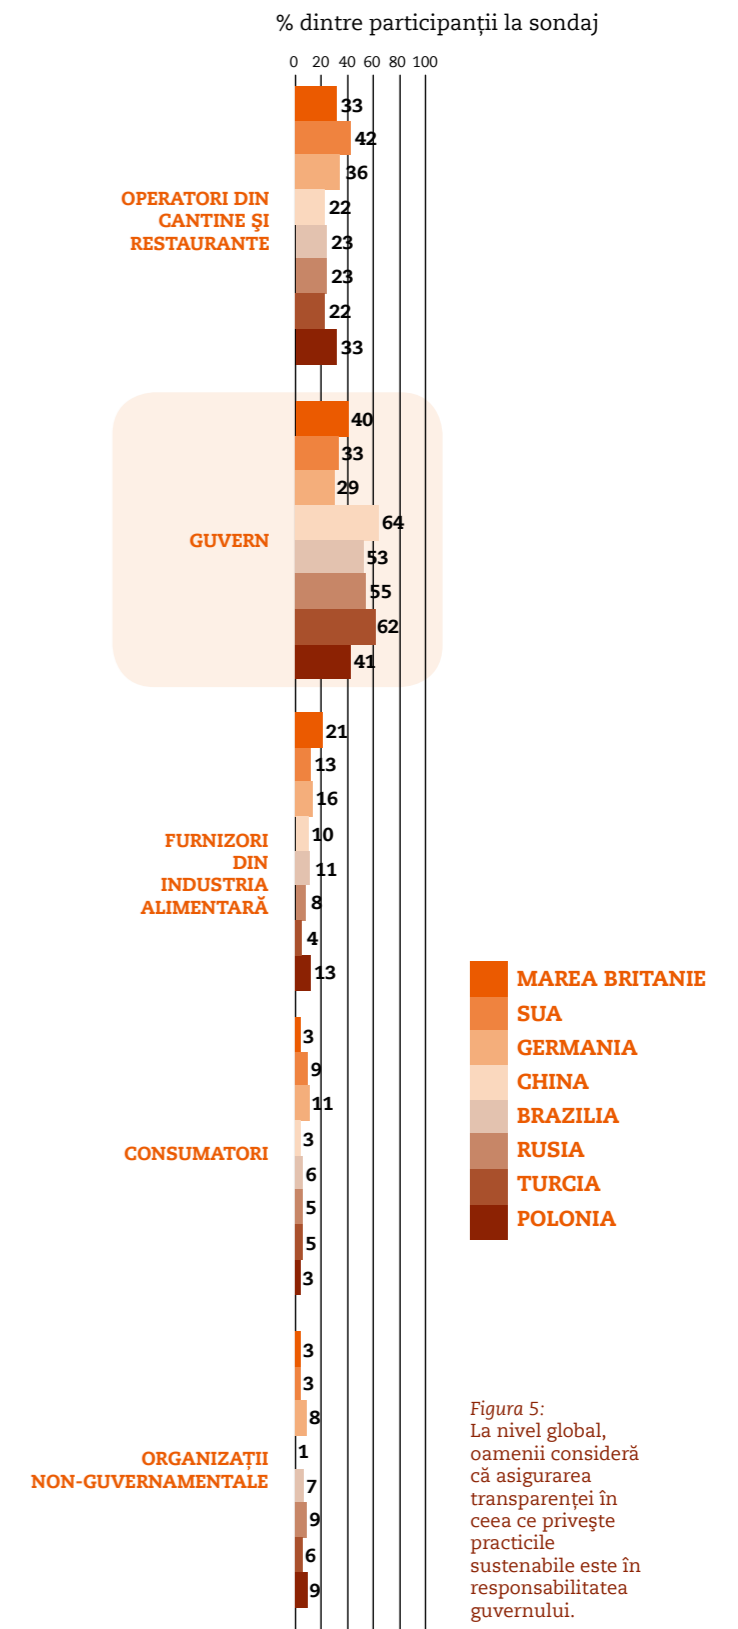 % dintre participanții la sondaj
0 20 40 60 80 100
OPERATORI DIN
CANTINE ŞI
RESTAURANTE
33
42
36
22
23
23
22
33
GUVERN
40
33
29
64
53
55
62
41
FURNIZORI
DIN
INDUSTRIA
ALIMENTARĂ
21
13
16
10
11
8
4
13
CONSUMATORI
3
9
11
3
6
5
5
3
ORGANIZAȚII
NON-GUVERNAMENTALE
3
3
8
1
7
9
6
9
MAREA BRITANIE
SUA
GERMANIA
CHINA
BRAZILIA
RUSIA
TURCIA
POLONIA
Figura 5:
La nivel global,
oamenii consideră
că asigurarea
transparenței în
ceea ce priveşte
practicile
sustenabile este în
responsabilitatea
guvernului.